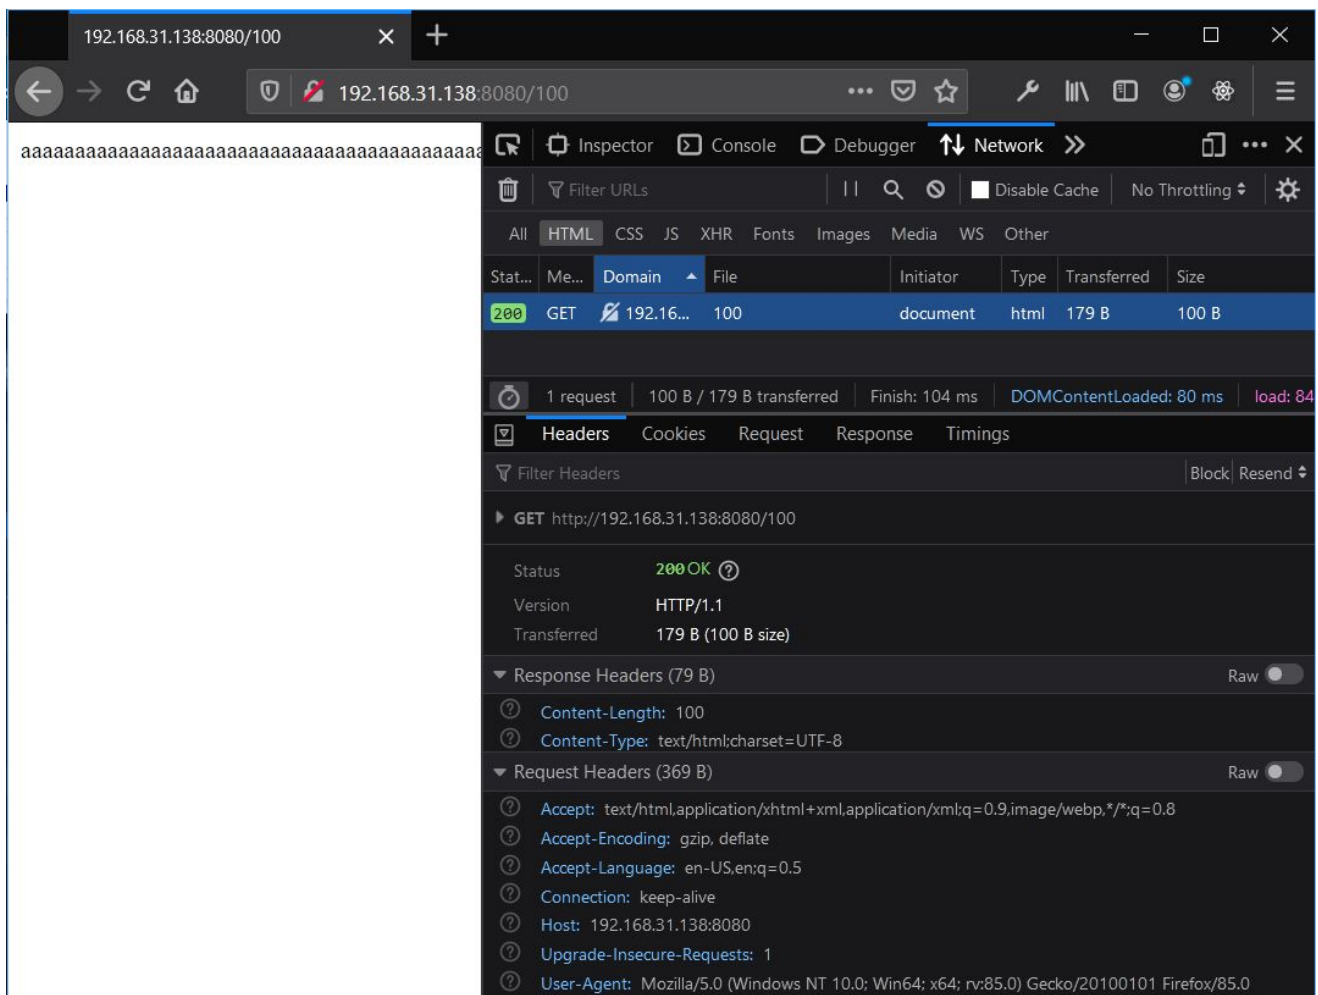 192.168.31.138:8080/100
192.168.31.138:8080/100
aaaaaaaaaaaaaaaaaaaaaaaaaaaaaaaaaaaaaaaaaaa
Inspector Console Debugger Network
Filter URLs Disable Cache No Throttling
All HTML CSS JS XHR Fonts Images Media WS Other
Stat... Me... Domain File Initiator Type Transferred Size
200 GET 192.16... 100 document html 179 B 100 B
1 request 100 B / 179 B transferred Finish: 104 ms DOMContentLoaded: 80 ms load: 84
Headers Cookies Request Response Timings
Filter Headers Block Resend
GET http://192.168.31.138:8080/100
Status 200 OK
Version HTTP/1.1
Transferred 179 B (100 B size)
Response Headers (79 B) Raw
Content-Length: 100
Content-Type: text/html;charset=UTF-8
Request Headers (369 B) Raw
Accept: text/html,application/xhtml+xml,application/xml;q=0.9,image/webp,*/*;q=0.8
Accept-Encoding: gzip, deflate
Accept-Language: en-US,en;q=0.5
Connection: keep-alive
Host: 192.168.31.138:8080
Upgrade-Insecure-Requests: 1
User-Agent: Mozilla/5.0 (Windows NT 10.0; Win64; x64; rv:85.0) Gecko/20100101 Firefox/85.0